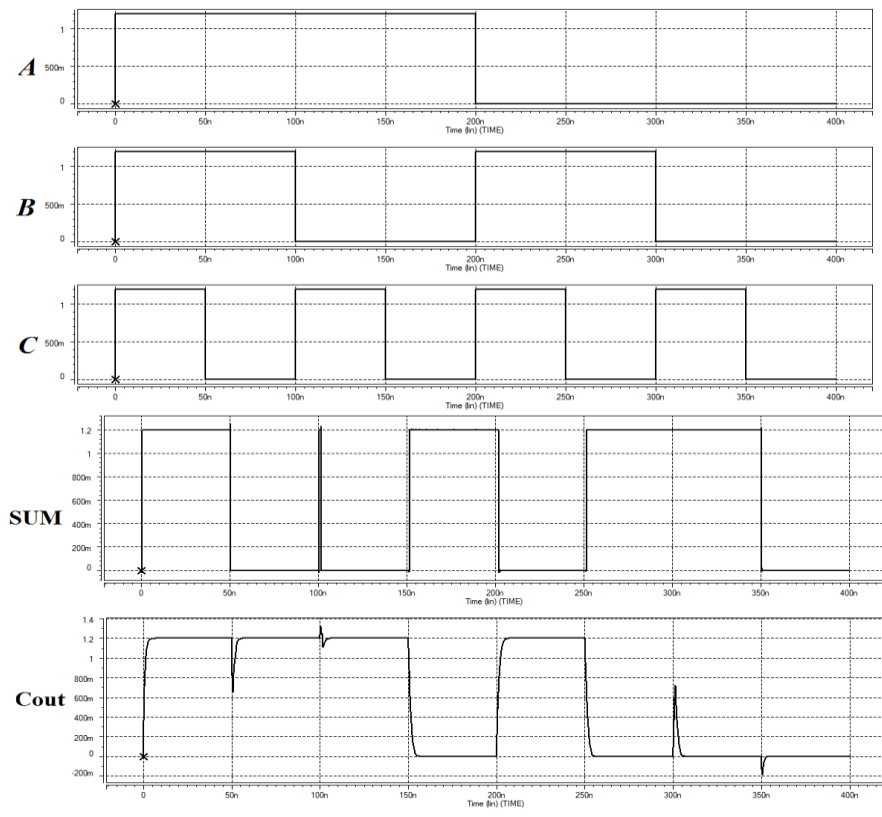 1
A 500m
0
0 50n 100n 150n 200n 250n 300n 350n 400n
Time (lin) (TIME)
1
B 500m
0
0 50n 100n 150n 200n 250n 300n 350n 400n
Time (lin) (TIME)
1
C 500m
0
0 50n 100n 150n 200n 250n 300n 350n 400n
Time (lin) (TIME)
1.2
1
800m
600m
SUM
400m
200m
0
0 50n 100n 150n 200n 250n 300n 350n 400n
Time (lin) (TIME)
1.4
1.2
1
800m
Cout 600m
400m
200m
0
-200m
0 50n 100n 150n 200n 250n 300n 350n 400n
Time (lin) (TIME)